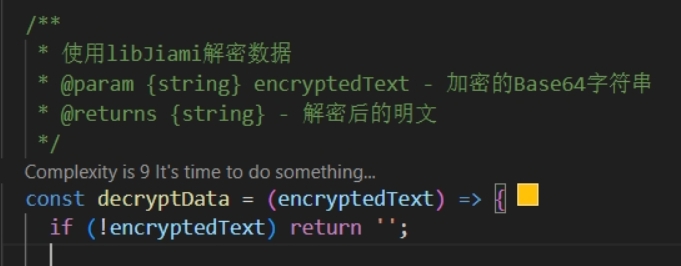 /**
* 使用libJiami解密数据
* @param {string} encryptedText - 加密的Base64字符串
* @returns {string} - 解密后的明文
*/
Complexity is 9 It's time to do something...
const decryptData = (encryptedText) => {
if (!encryptedText) return '';